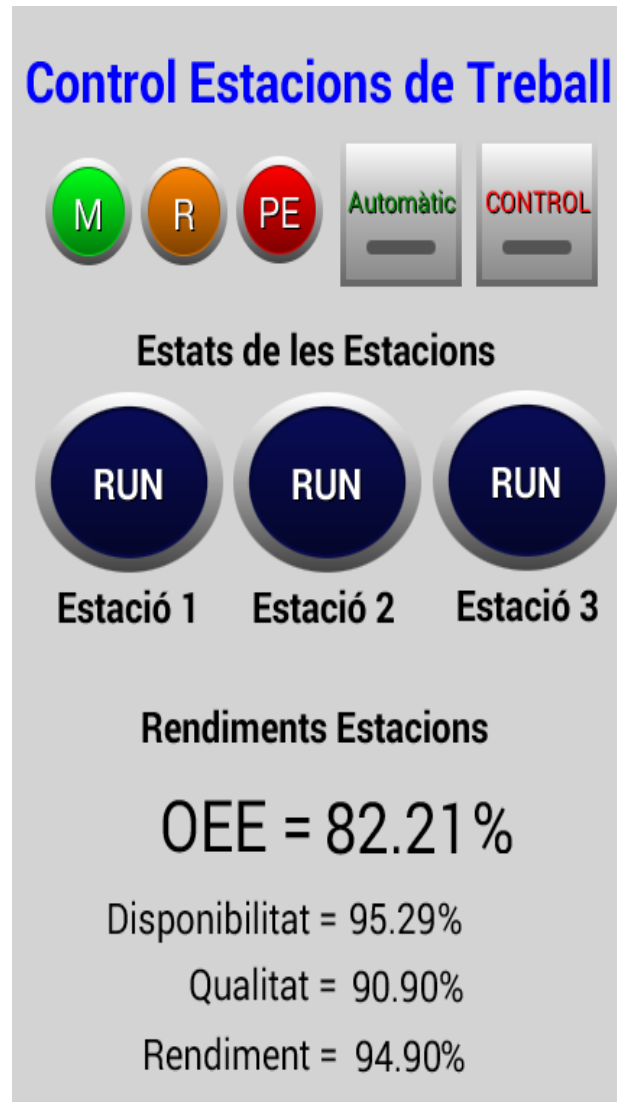 Control Estacions de Treball
M R PE Automàtic CONTROL
Estats de les Estacions
RUN RUN RUN
Estació 1 Estació 2 Estació 3
Rendiments Estacions
OEE = 82.21%
Disponibilitat = 95.29%
Qualitat = 90.90%
Rendiment = 94.90%